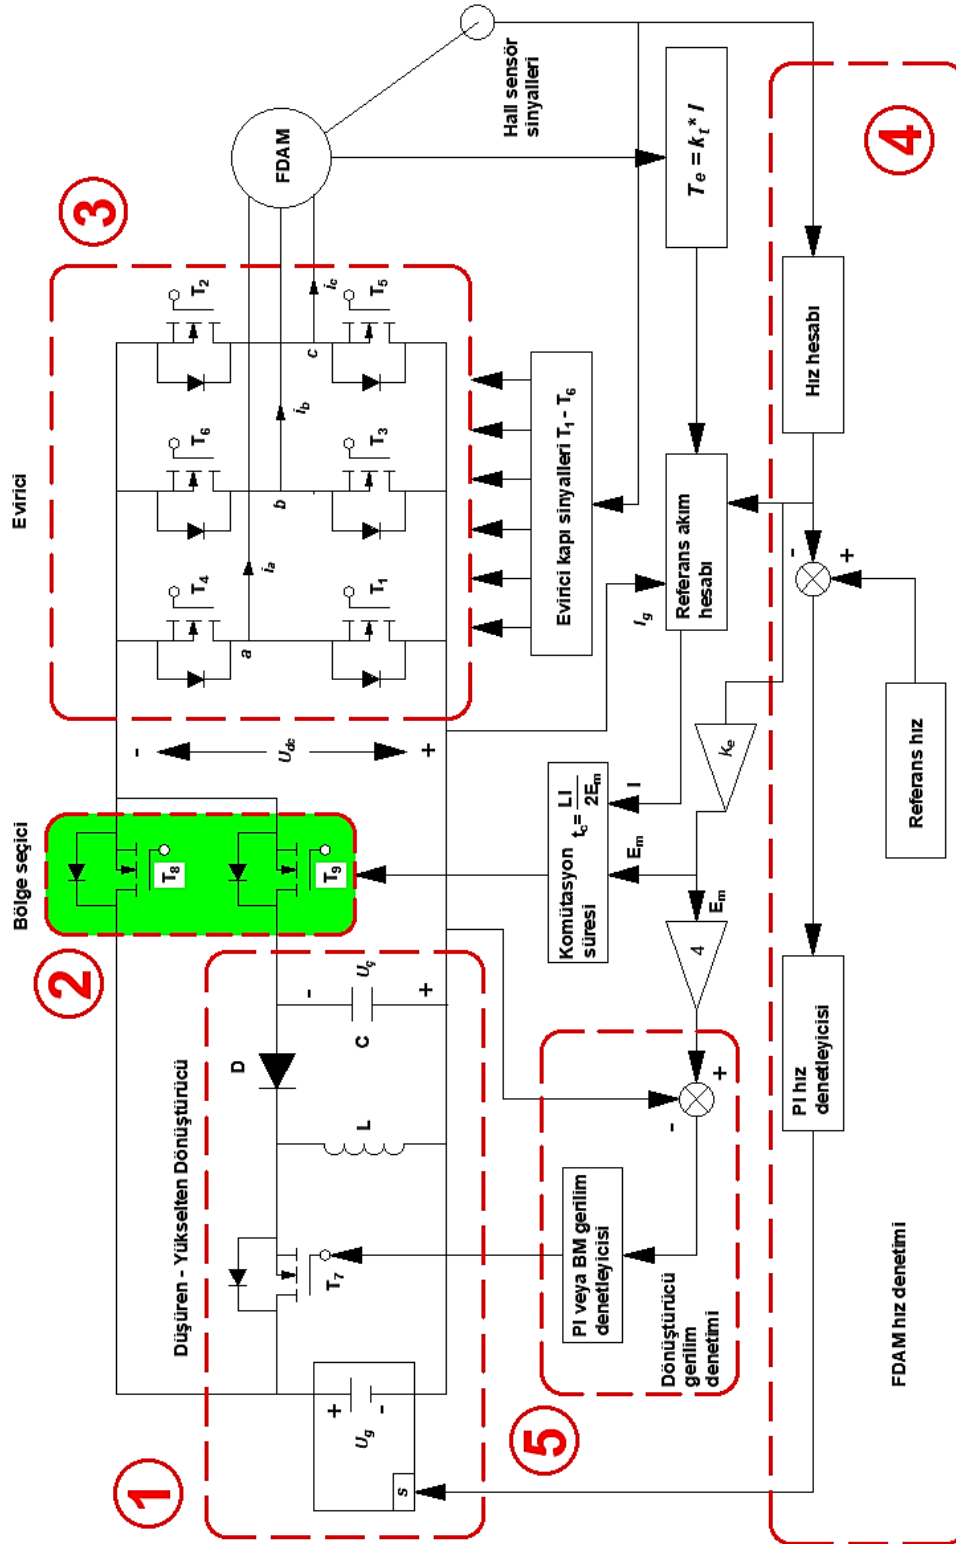 Evirici
3
T4
T6
T2
ia
ib
ic
a
b
c
T1
T3
T5
FDAM
Hall sensör
sinyalleri
Bölge seçici
2
T8
T9
-
Udc
+
Düşüren - Yükselten Dönüştürücü
1
T7
D
L
C
-
Uç
+
+
Ug
-
s
Evirici kapı sinyalleri T1 - T6
Komütasyon
süresi
tc= LI
2Em
Em
I
Ig
Referans akım
hesabı
Te = kt* I
5
PI veya BM gerilim
denetleyicisi
Dönüştürücü
gerilim
denetimi
-
+
4
Em
ke
4
FDAM hız denetimi
PI hız
denetleyicisi
Referans hız
-
+
Hız hesabı